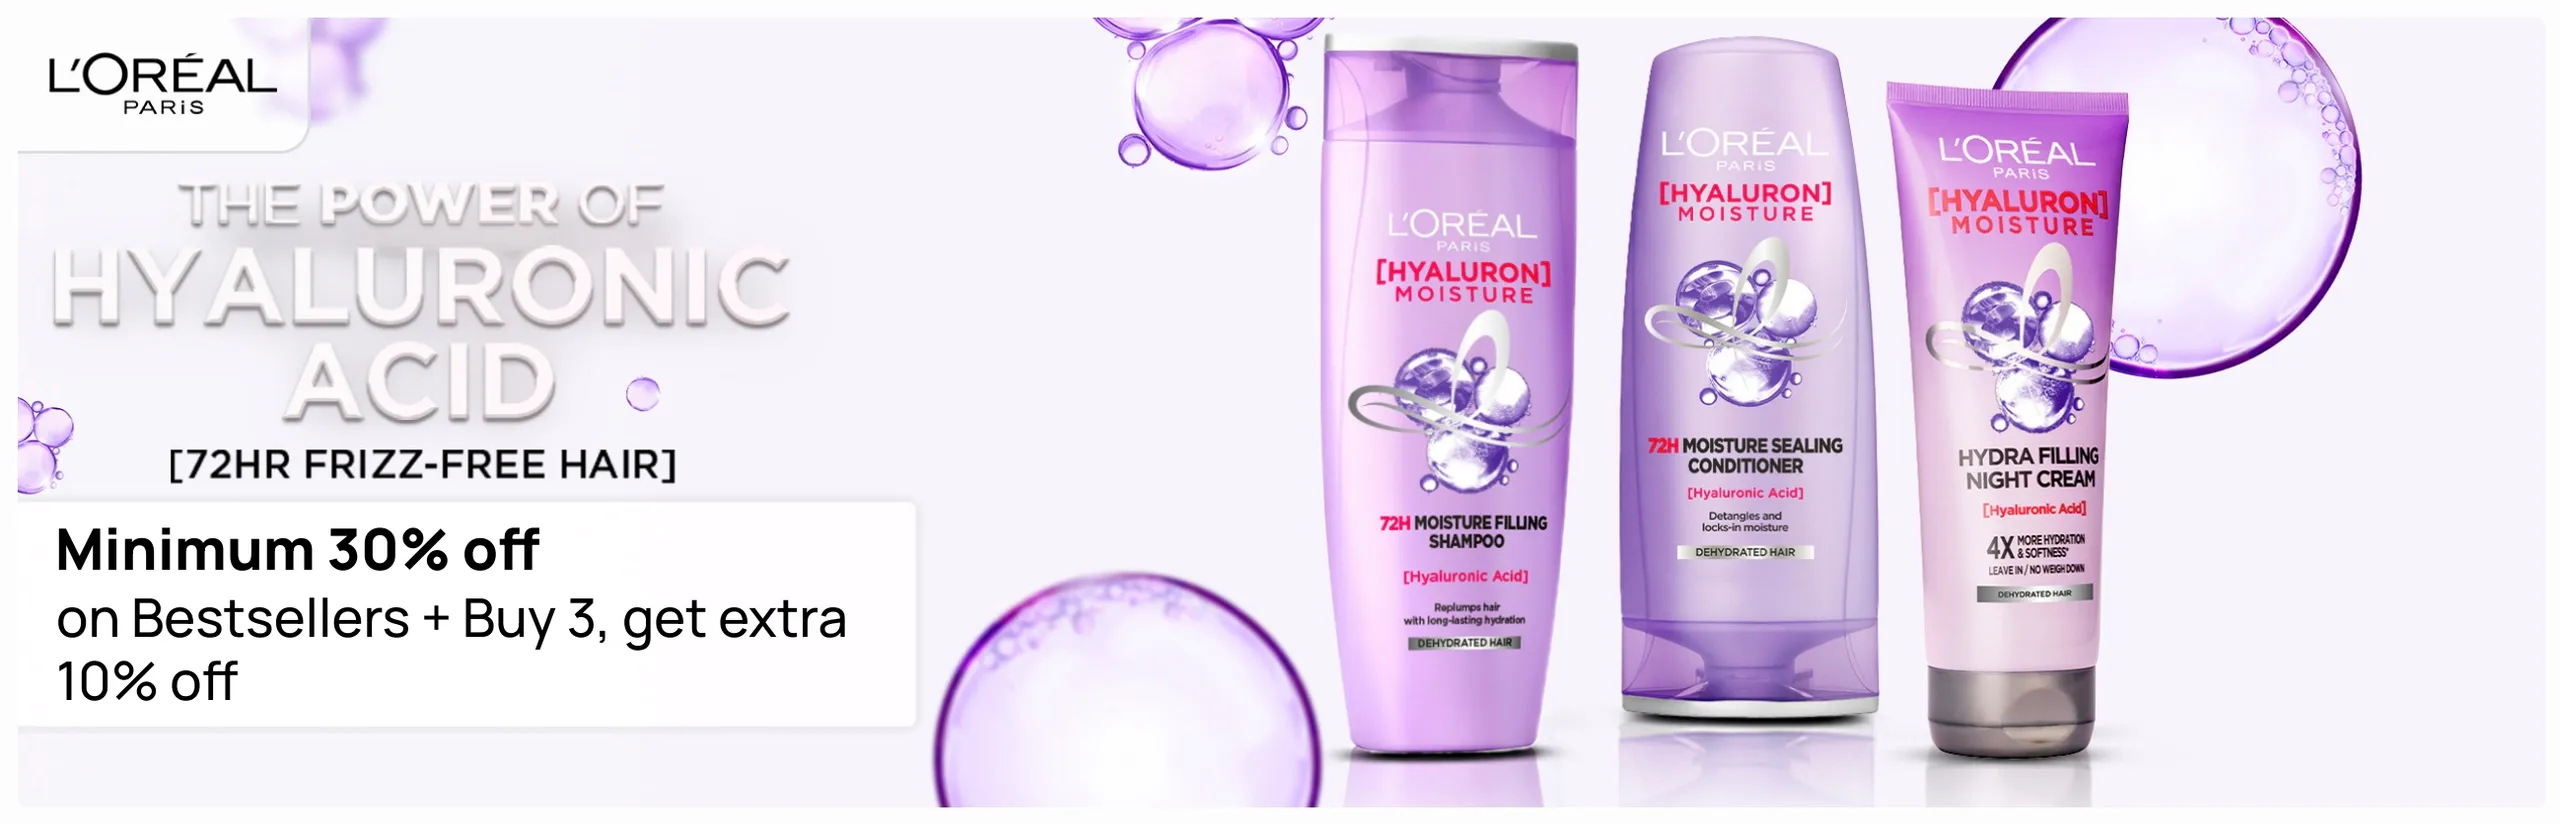 L'ORÉAL
PARIS
THE POWER OF
HYALURONIC
ACID
[72HR FRIZZ-FREE HAIR]
Minimum 30% off
on Bestsellers + Buy 3, get extra
10% off
L'ORÉAL
PARIS
[HYALURON]
MOISTURE
72H MOISTURE FILLING
SHAMPOO
[Hyaluronic Acid]
Replumps hair
with long-lasting hydration
DEHYDRATED HAIR
L'ORÉAL
PARIS
[HYALURON]
MOISTURE
72H MOISTURE SEALING
CONDITIONER
[Hyaluronic Acid]
Detangles and
locks-in moisture
DEHYDRATED HAIR
L'ORÉAL
PARIS
[HYALURON]
MOISTURE
HYDRA FILLING
NIGHT CREAM
[Hyaluronic Acid]
4X MORE HYDRATION
& SOFTNESS*
LEAVE IN / NO WEIGH DOWN
DEHYDRATED HAIR